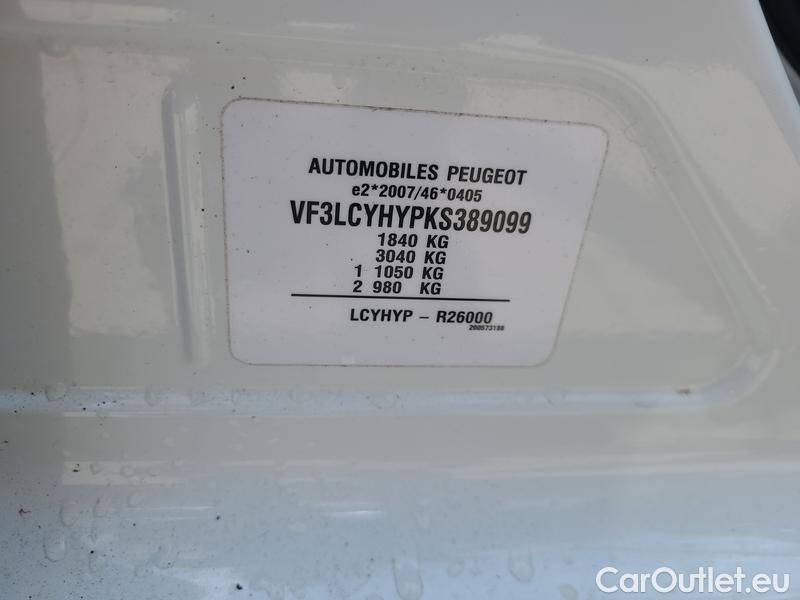 AUTOMOBILES PEUGEOT
e2*2007/46*0405
VF3LCYHYPKS389099
1840 KG
3040 KG
1 1050 KG
2 980 KG
LCYHYP - R26000
200573188
CarOutlet.eu